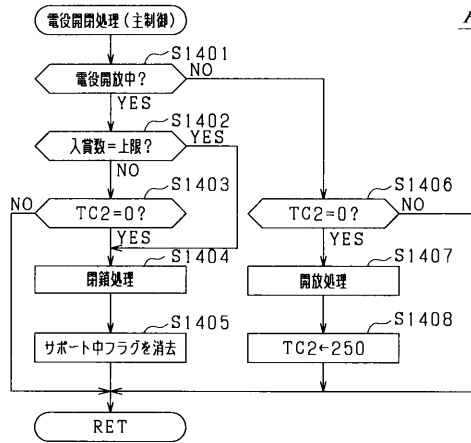 電役開閉処理(主制御)
S1401
電役開放中?
NO
YES
S1402
入賞数=上限?
YES
NO
S1403
NO
TC2=0?
YES
S1404
閉鎖処理
S1405
サポート中フラグを消去
S1406
TC2=0?
NO
YES
S1407
開放処理
S1408
TC2←250
RET